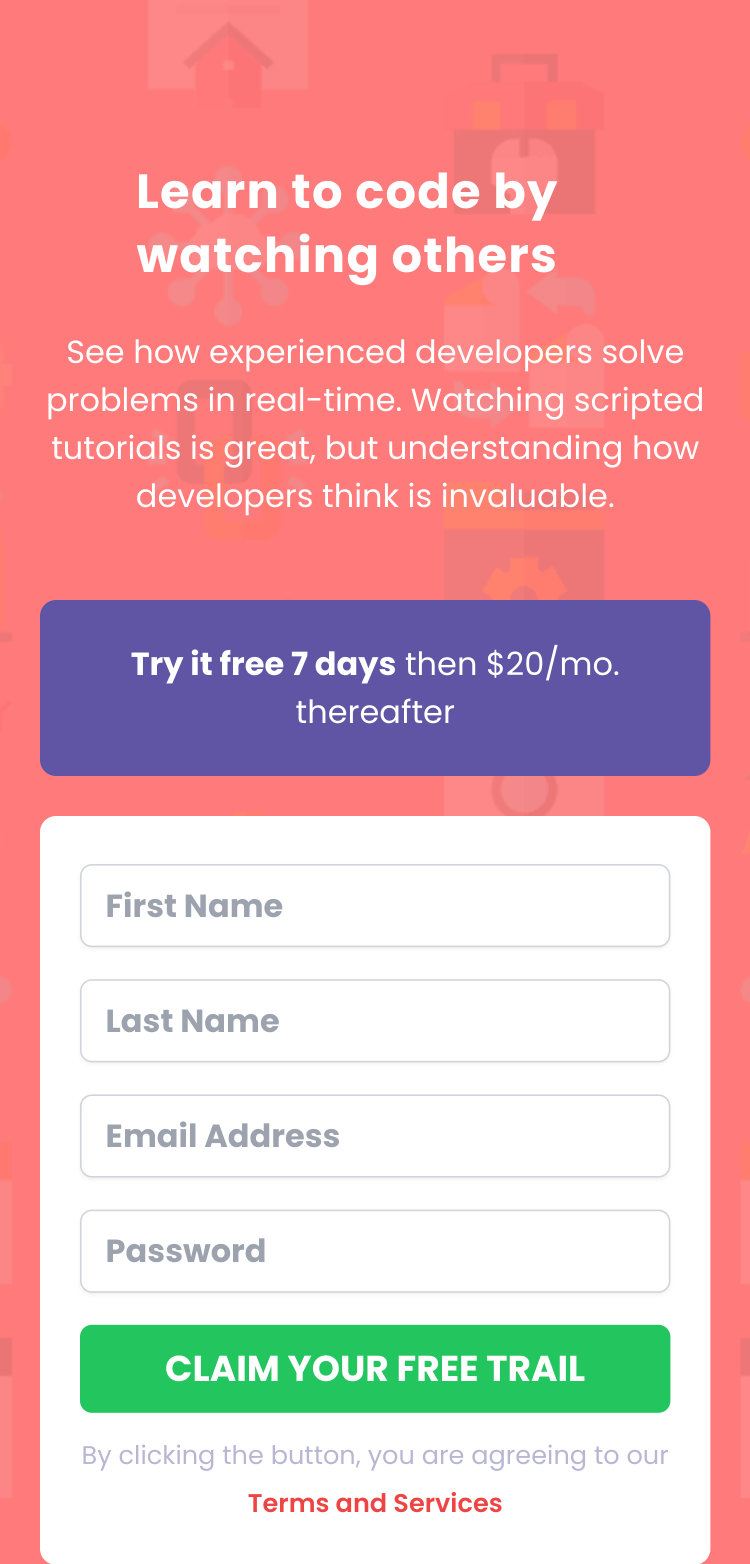 Learn to code by
watching others
See how experienced developers solve
problems in real-time. Watching scripted
tutorials is great, but understanding how
developers think is invaluable.
Try it free 7 days then $20/mo.
thereafter
First Name
Last Name
Email Address
Password
CLAIM YOUR FREE TRAIL
By clicking the button, you are agreeing to our
Terms and Services